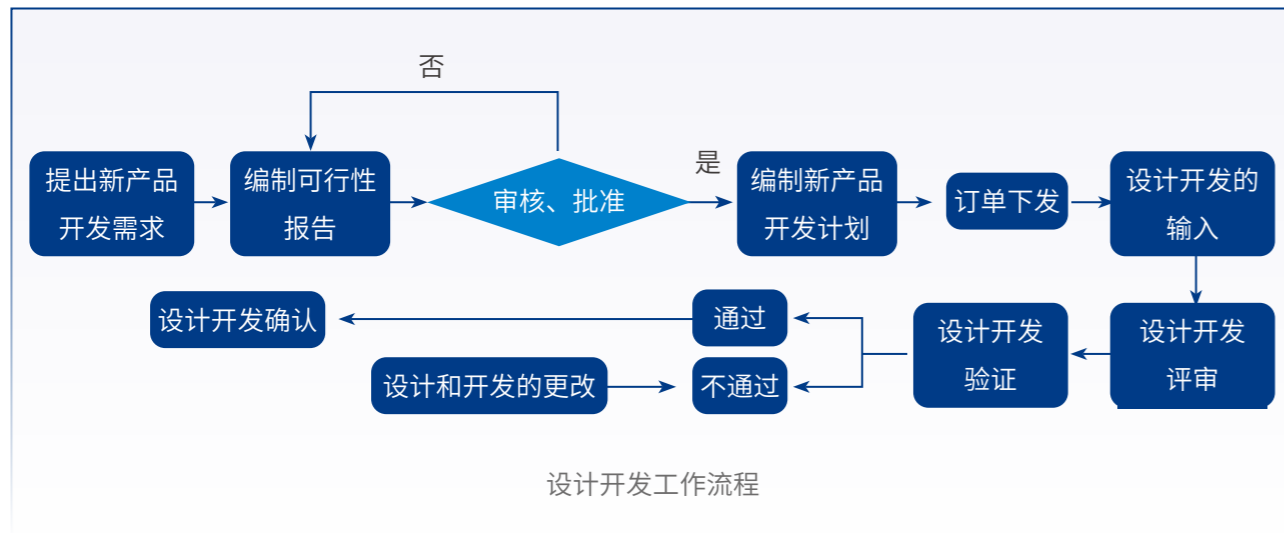 否
提出新产品
开发需求
编制可行性
报告
审核、批准
是
编制新产品
开发计划
订单下发
设计开发的
输入
设计开发确认
通过
设计开发
验证
设计开发
评审
设计和开发的更改
不通过
设计开发工作流程